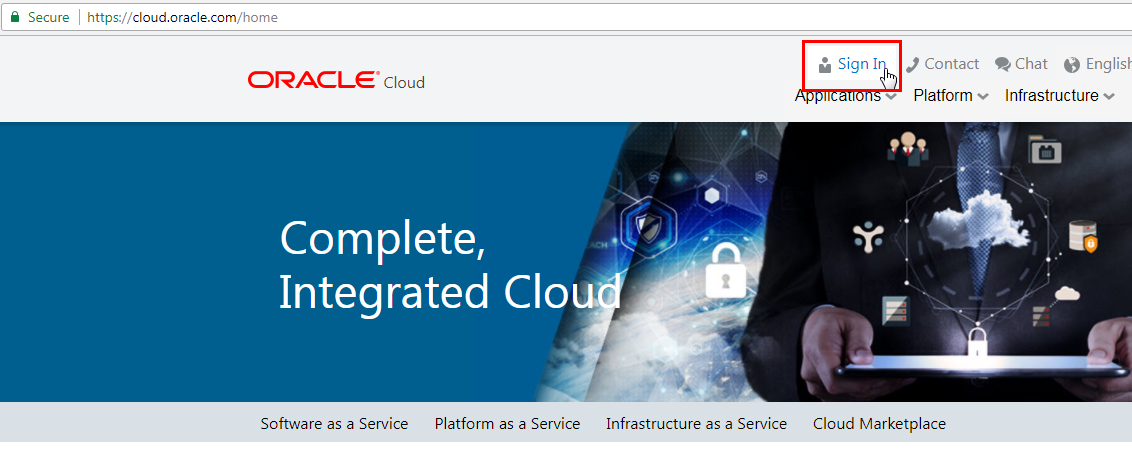 Secure https://cloud.oracle.com/home
Sign In Contact Chat English
ORACLE® Cloud
Applications Platform Infrastructure
Complete,
Integrated Cloud
Software as a Service Platform as a Service Infrastructure as a Service Cloud Marketplace